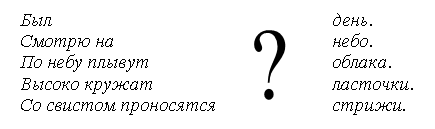 Был ? день.
Смотрю на небо.
По небу плывут облака.
Высоко кружат ласточки.
Со свистом проносятся стрижи.